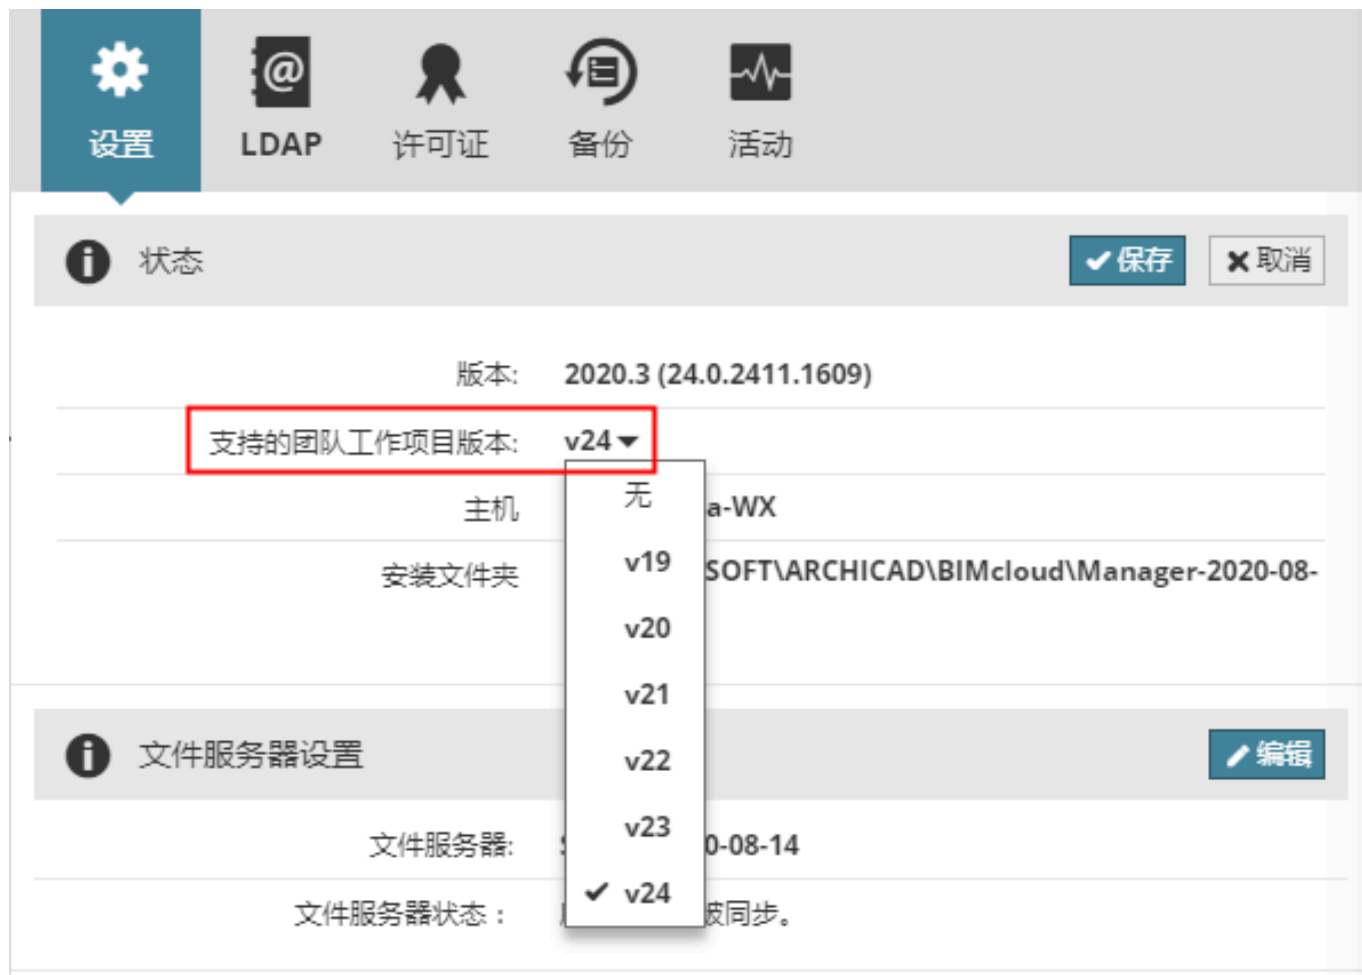 设置
LDAP
许可证
备份
活动
状态
保存
取消
版本: 2020.3 (24.0.2411.1609)
支持的团队工作项目版本: v24
无
主机 a-WX
v19
安装文件夹 SOFT\ARCHICAD\BIMcloud\Manager-2020-08-
v20
v21
文件服务器设置
编辑
v22
v23
文件服务器: 0-08-14
v24
文件服务器状态： 同步。